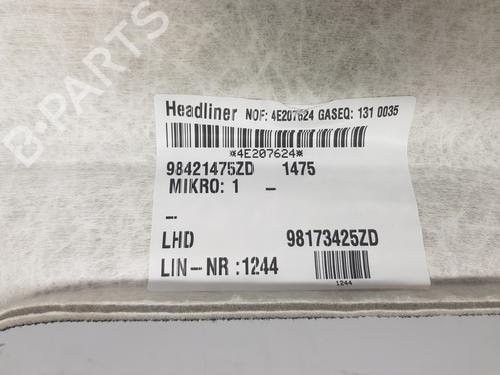 Headliner NOF: 4E207624 GASEQ: 131 0035
*4E207624*
98421475ZD 1475
MIKRO: 1 –
–.
LHD 98173425ZD
LIN–NR :1244
1244
B-PARTS